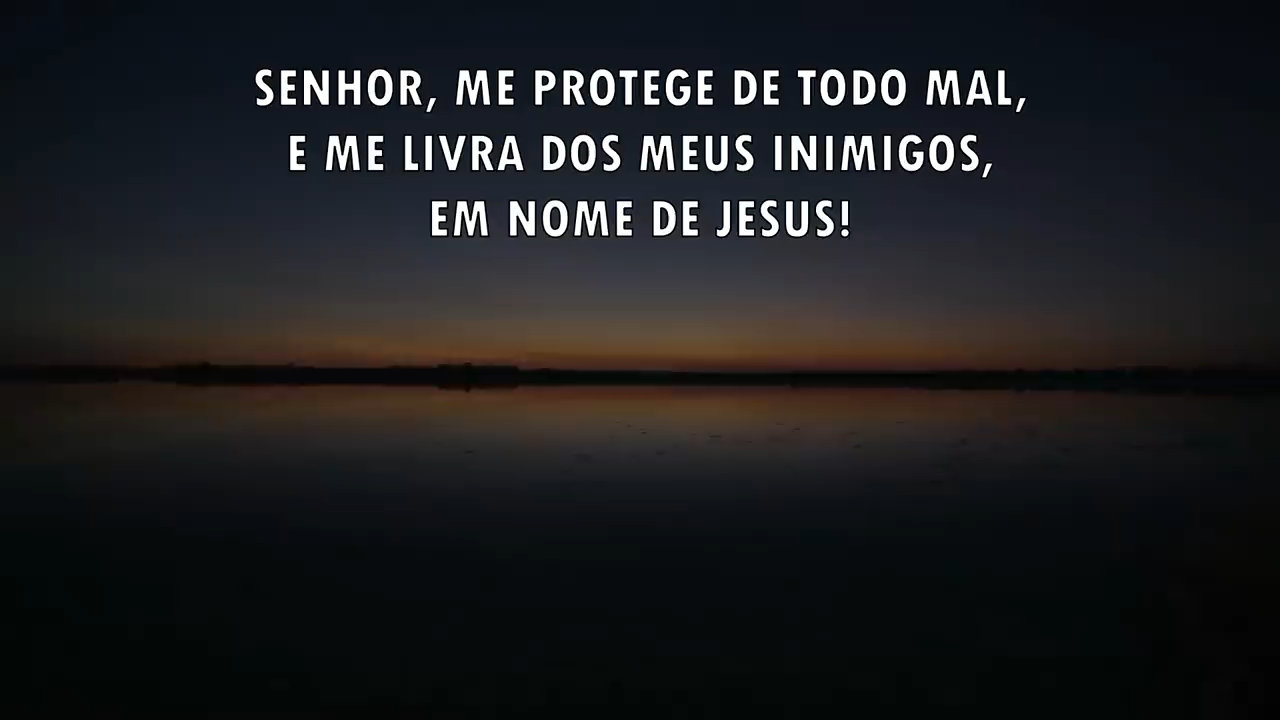 SENHOR, ME PROTEGE DE TODO MAL,
E ME LIVRA DOS MEUS INIMIGOS,
EM NOME DE JESUS!